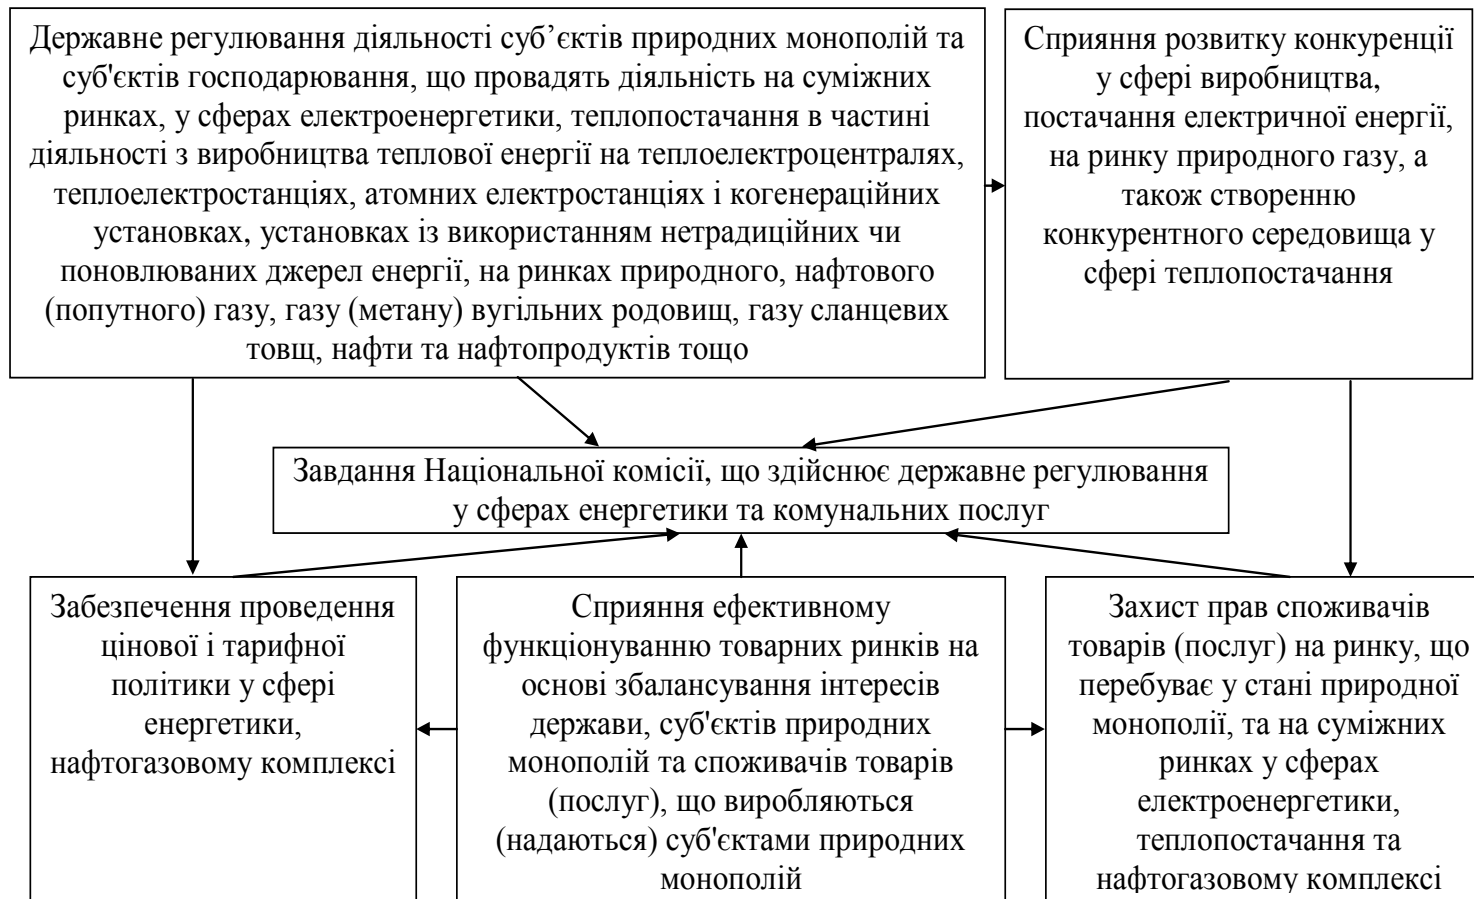 Державне регулювання діяльності суб’єктів природних монополій та
суб'єктів господарювання, що провадять діяльність на суміжних
ринках, у сферах електроенергетики, теплопостачання в частині
діяльності з виробництва теплової енергії на теплоелектроцентралях,
теплоелектростанціях, атомних електростанціях і когенераційних
установках, установках із використанням нетрадиційних чи
поновлюваних джерел енергії, на ринках природного, нафтового
(попутного) газу, газу (метану) вугільних родовищ, газу сланцевих
товщ, нафти та нафтопродуктів тощо
Сприяння розвитку конкуренції
у сфері виробництва,
постачання електричної енергії,
на ринку природного газу, а
також створенню
конкурентного середовища у
сфері теплопостачання
Завдання Національної комісії, що здійснює державне регулювання
у сферах енергетики та комунальних послуг
Забезпечення проведення
цінової і тарифної
політики у сфері
енергетики,
нафтогазовому комплексі
Сприяння ефективному
функціонуванню товарних ринків на
основі збалансування інтересів
держави, суб'єктів природних
монополій та споживачів товарів
(послуг), що виробляються
(надаються) суб'єктами природних
монополій
Захист прав споживачів
товарів (послуг) на ринку, що
перебуває у стані природної
монополії, та на суміжних
ринках у сферах
електроенергетики,
теплопостачання та
нафтогазовому комплексі